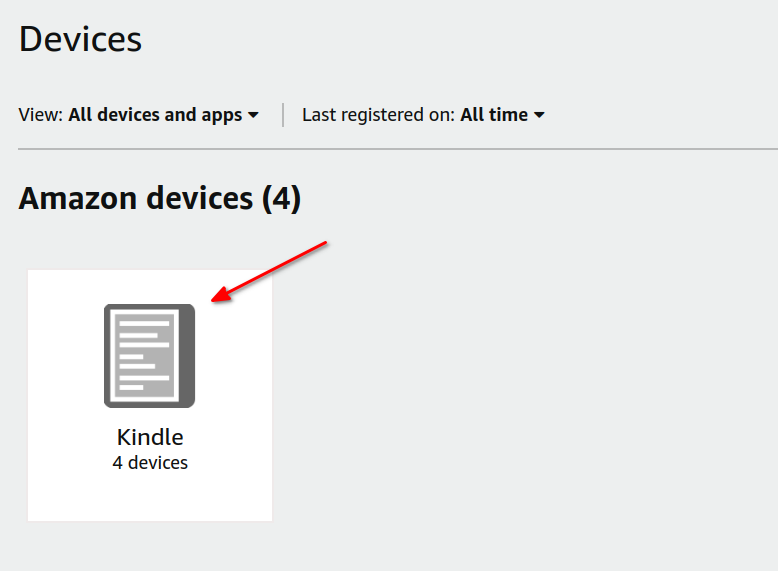 Devices
View: All devices and apps Last registered on: All time
Amazon devices (4)
Kindle
4 devices